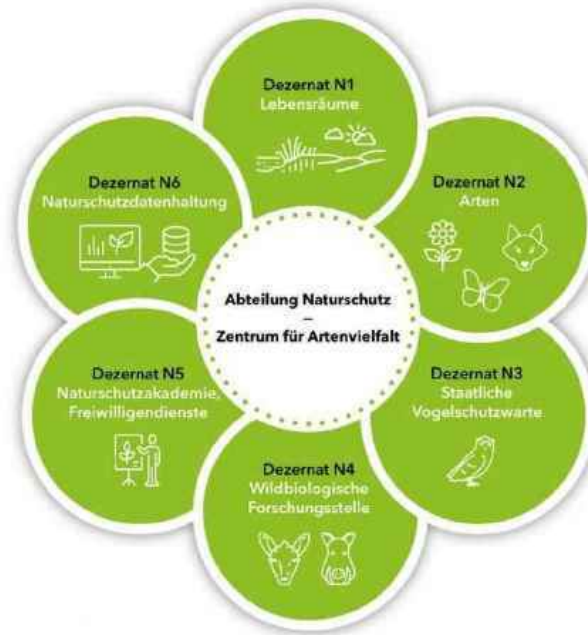 Dezernat N1
Lebensräume
Dezernat N2
Arten
Dezernat N3
Staatliche
Vogelschutzwarte
Dezernat N4
Wildbiologische
Forschungsstelle
Dezernat N5
Naturschutzakademie,
Freiwilligendienste
Dezernat N6
Naturschutzdatenhaltung
Abteilung Naturschutz
–
Zentrum für Artenvielfalt